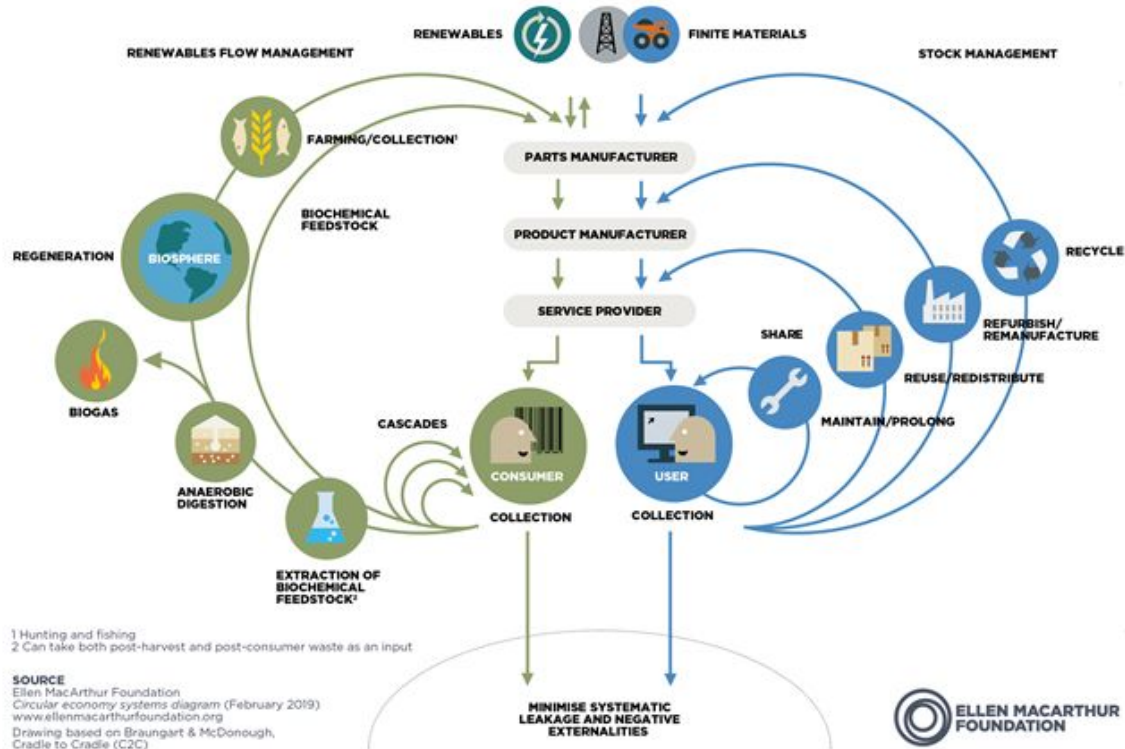 RENEWABLES
FINITE MATERIALS
RENEWABLES FLOW MANAGEMENT
STOCK MANAGEMENT
FARMING/COLLECTION¹
PARTS MANUFACTURER
BIOCHEMICAL
FEEDSTOCK
PRODUCT MANUFACTURER
REGENERATION
BIOSPHERE
RECYCLE
SERVICE PROVIDER
SHARE
REFURBISH/
REMANUFACTURE
REUSE/REDISTRIBUTE
BIOGAS
CASCADES
MAINTAIN/PROLONG
CONSUMER
USER
ANAEROBIC
DIGESTION
COLLECTION
COLLECTION
EXTRACTION OF
BIOCHEMICAL
FEEDSTOCK²
1 Hunting and fishing
2 Can take both post-harvest and post-consumer waste as an input
SOURCE
Ellen MacArthur Foundation
Circular economy systems diagram (February 2019)
www.ellenmacarthurfoundation.org
Drawing based on Braungart & McDonough,
Cradle to Cradle (C2C)
MINIMISE SYSTEMATIC
LEAKAGE AND NEGATIVE
EXTERNALITIES
ELLEN MACARTHUR
FOUNDATION